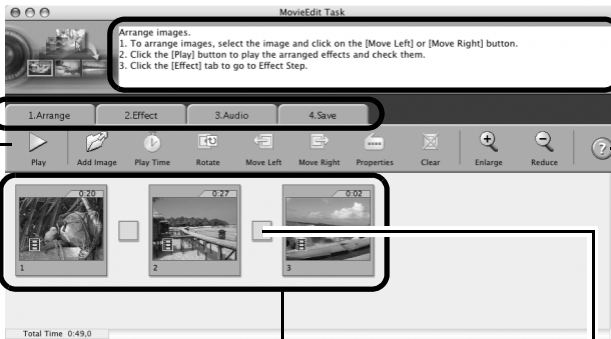 MovieEdit Task
Arrange images.
1. To arrange images, select the image and click on the [Move Left] or [Move Right] button.
2. Click the [Play] button to play the arranged effects and check them.
3. Click the [Effect] tab to go to Effect Step.
1.Arrange 2.Effect 3.Audio 4.Save
Play Add Image Play Time Rotate Move Left Move Right Properties Clear Enlarge Reduce ?
0:20 0:27 0:02
1 2 3
Total Time 0:49,0